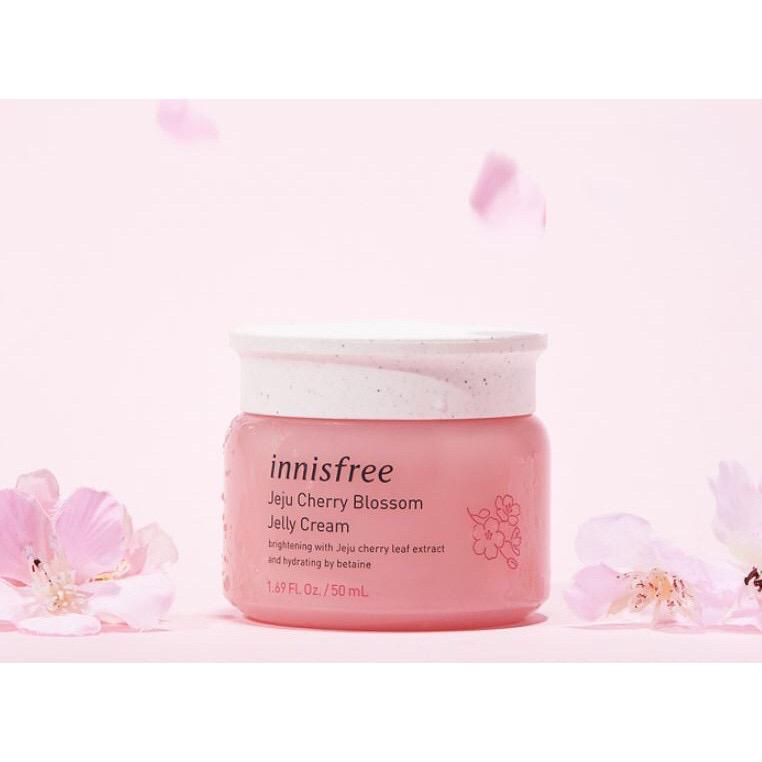 innisfree
Jeju Cherry Blossom
Jelly Cream
brightening with Jeju cherry leaf extract
and hydrating by betaine
1.69 FL. Oz. / 50 mL